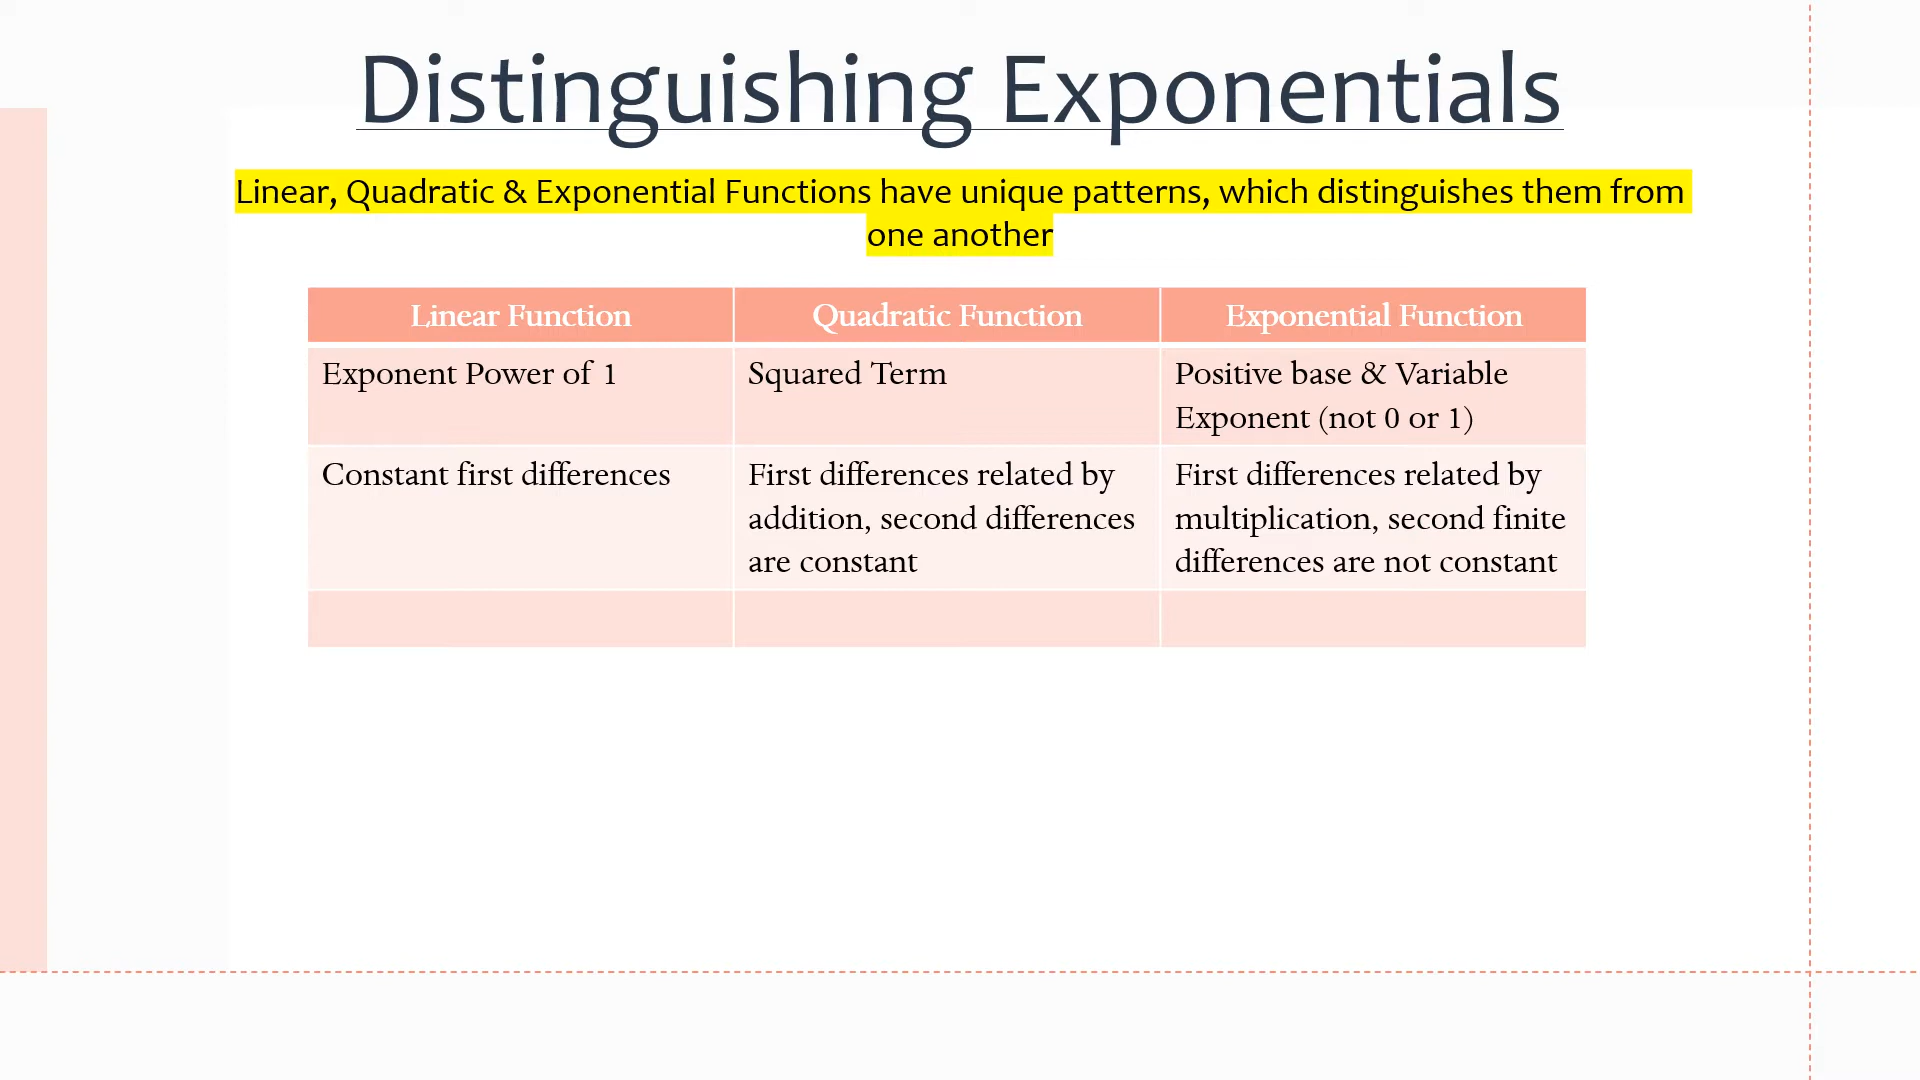 Distinguishing Exponentials
Linear, Quadratic & Exponential Functions have unique patterns, which distinguishes them from
one another
Linear Function
Quadratic Function
Exponential Function
Exponent Power of 1
Squared Term
Positive base & Variable
Exponent (not 0 or 1)
Constant first differences
First differences related by
addition, second differences
are constant
First differences related by
multiplication, second finite
differences are not constant